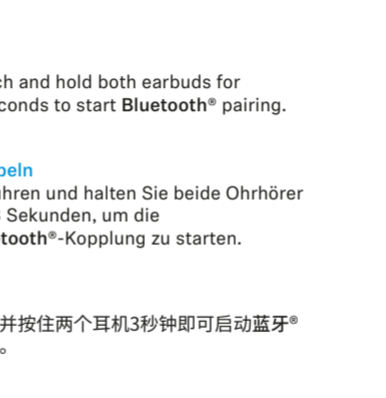 ch and hold both earbuds for
conds to start Bluetooth® pairing.
peln
ühren und halten Sie beide Ohrhörer
Sekunden, um die
tooth®-Kopplung zu starten.
并按住两个耳机3秒钟即可启动蓝牙®
。